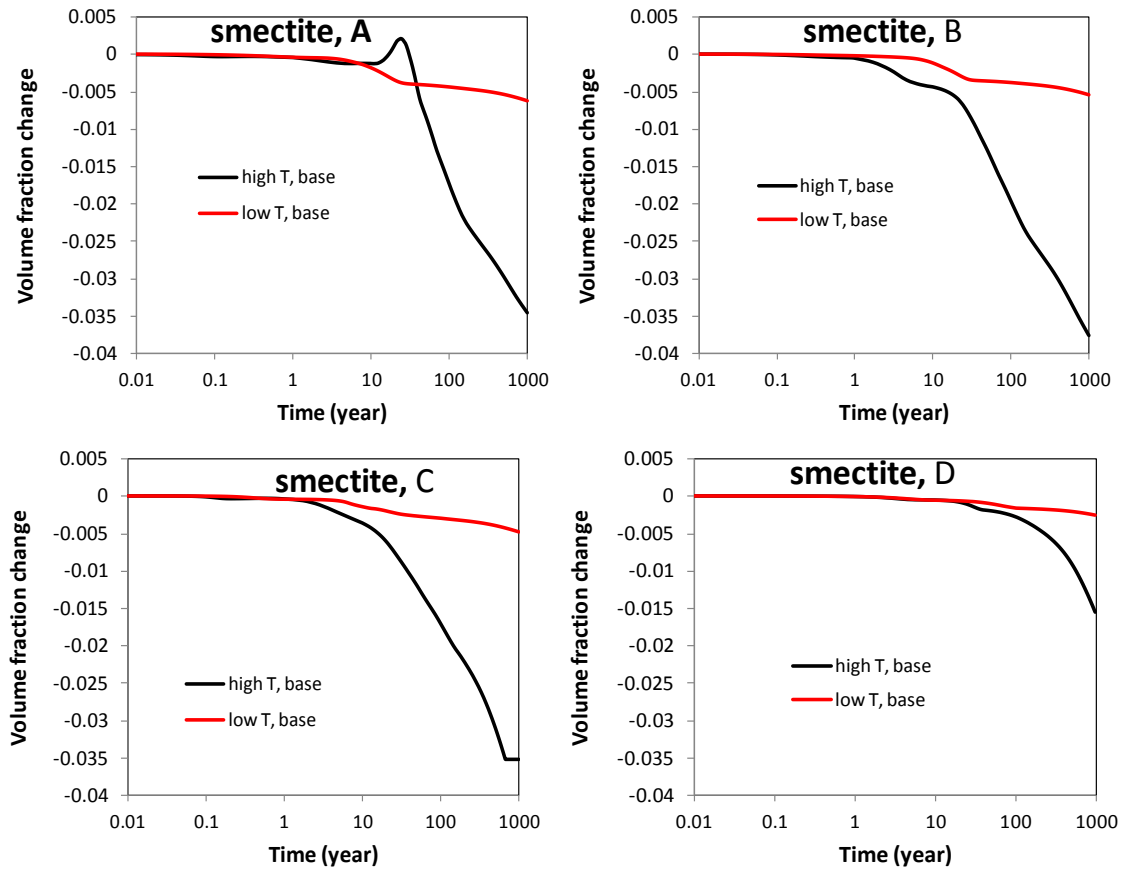 smectite, A
0.005
0
-0.005
-0.01
-0.015
-0.02
-0.025
-0.03
-0.035
-0.04
Volume fraction change
high T, base
low T, base
0.01 0.1 1 10 100 1000
Time (year)
smectite, B
0.005
0
-0.005
-0.01
-0.015
-0.02
-0.025
-0.03
-0.035
-0.04
Volume fraction change
high T, base
low T, base
0.01 0.1 1 10 100 1000
Time (year)
smectite, C
0.005
0
-0.005
-0.01
-0.015
-0.02
-0.025
-0.03
-0.035
-0.04
Volume fraction change
high T, base
low T, base
0.01 0.1 1 10 100 1000
Time (year)
smectite, D
0.005
0
-0.005
-0.01
-0.015
-0.02
-0.025
-0.03
-0.035
-0.04
Volume fraction change
high T, base
low T, base
0.01 0.1 1 10 100 1000
Time (year)